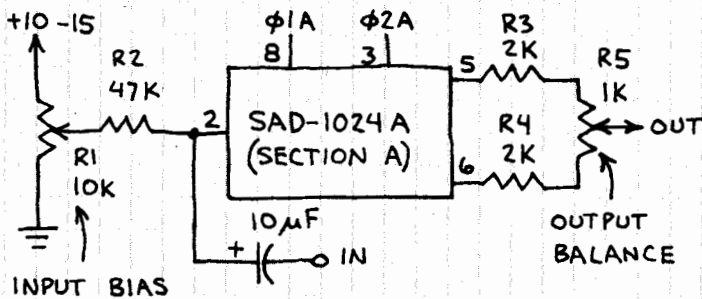 +10-15
φ1A
φ2A
R2
47K
8
3
R3
2K
5
R5
1K
2
SAD-1024A
(SECTION A)
OUT
R4
2K
6
R1
10K
10µF
+
IN
OUTPUT
BALANCE
INPUT BIAS